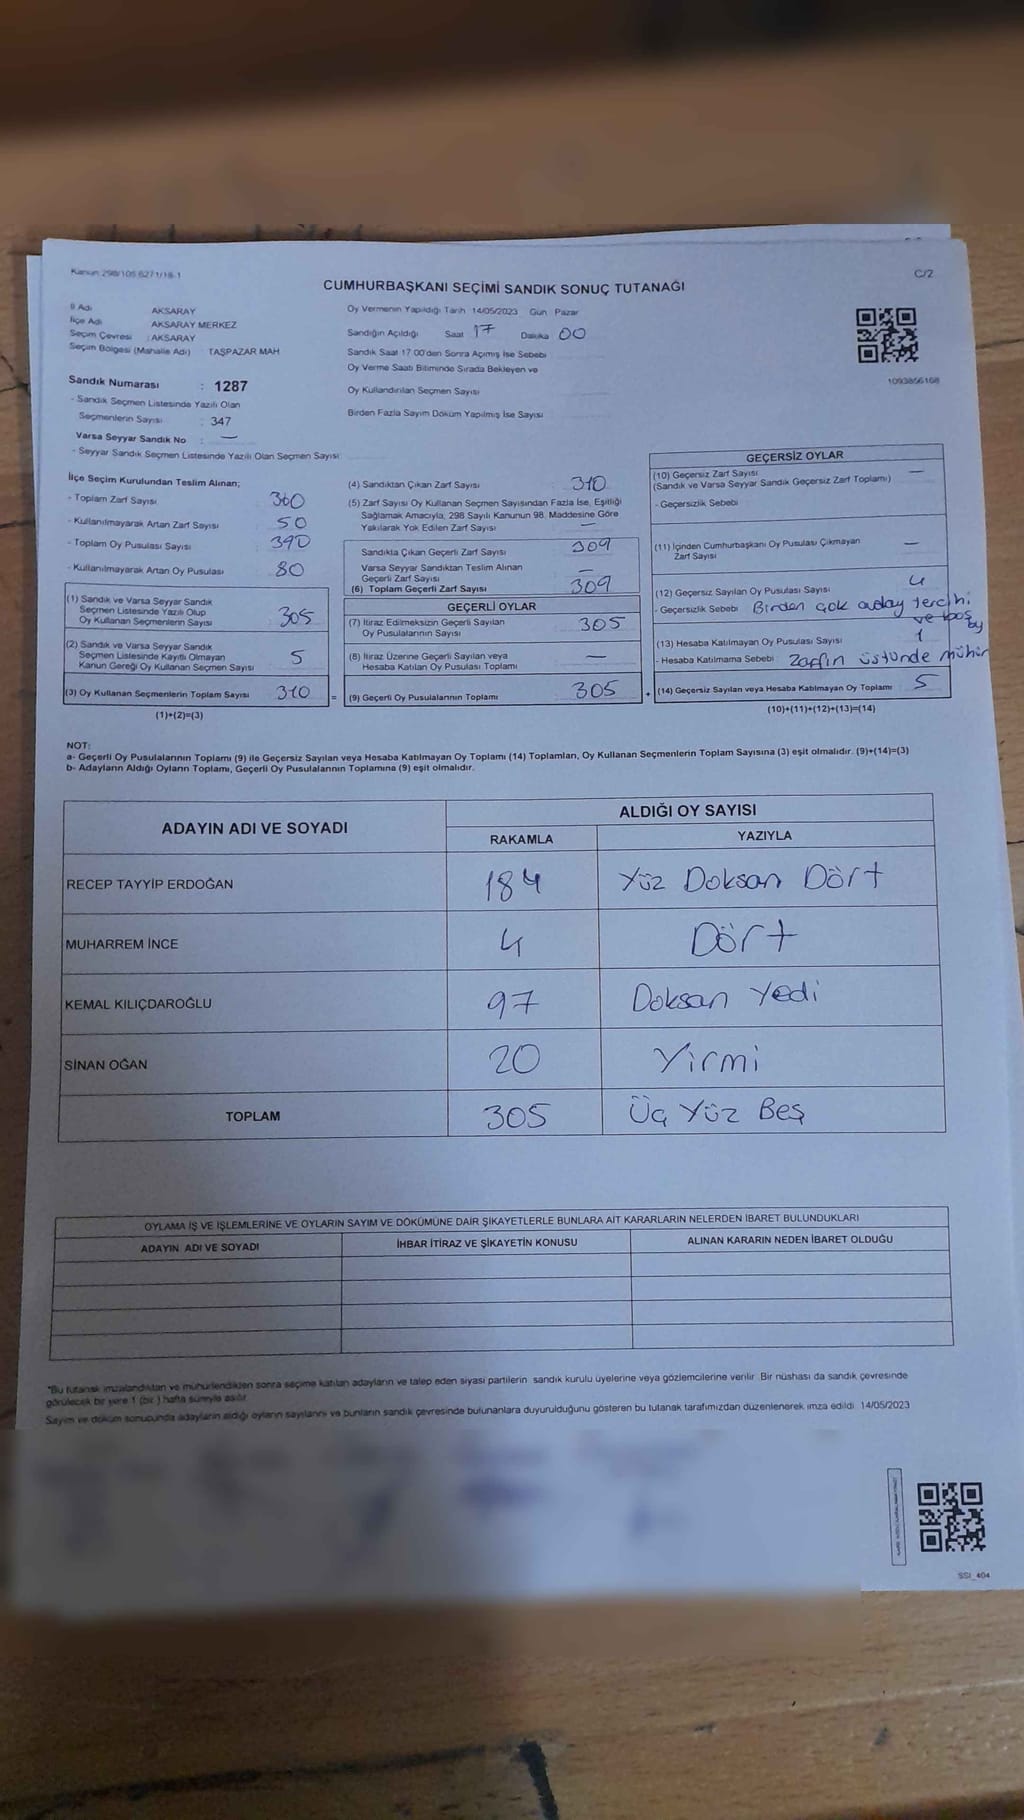 Kanun 298/105 6271/18-1
C/2
CUMHURBAŞKANI SEÇİMİ SANDIK SONUÇ TUTANAĞI
İl Adı AKSARAY
İlçe Adı AKSARAY MERKEZ
Seçim Çevresi : AKSARAY
Seçim Bölgesi (Mahalle Adı) TAŞPAZAR MAH
Sandık Numarası : 1287
- Sandık Seçmen Listesinde Yazılı Olan
Seçmenlerin Sayısı : 347
Varsa Seyyar Sandık No : —
- Seyyar Sandık Seçmen Listesinde Yazılı Olan Seçmen Sayısı
Oy Vermenin Yapıldığı Tarih 14/05/2023 Gün Pazar
Sandığın Açıldığı Saat 17 Dakika 00
Sandık Saat 17 00'den Sonra Açımış İse Sebebi
Oy Verme Saati Bitiminde Sırada Bekleyen ve
Oy Kullandırılan Seçmen Sayısı
Birden Fazla Sayım Döküm Yapılmış İse Sayısı
1093856168
İlçe Seçim Kurulundan Teslim Alınan;
- Toplam Zarf Sayısı 360
- Kullanılmayarak Artan Zarf Sayısı 50
- Toplam Oy Pusulası Sayısı 390
- Kullanılmayarak Artan Oy Pusulası 80
(1) Sandık ve Varsa Seyyar Sandık
Seçmen Listesinde Yazılı Olup
Oy Kullanan Seçmenlerin Sayısı 305
(2) Sandık ve Varsa Seyyar Sandık
Seçmen Listesinde Kayıtlı Olmayan
Kanun Gereği Oy Kullanan Seçmen Sayısı 5
(3) Oy Kullanan Seçmenlerin Toplam Sayısı 310 =
(1)+(2)=(3)
(4) Sandıktan Çıkan Zarf Sayısı 310
(5) Zarf Sayısı Oy Kullanan Seçmen Sayısından Fazla İse, Eşitliği
Sağlamak Amacıyla, 298 Sayılı Kanunun 98. Maddesine Göre
Yakılarak Yok Edilen Zarf Sayısı —
Sandıkta Çıkan Geçerli Zarf Sayısı 309
Varsa Seyyar Sandıktan Teslim Alınan
Geçerli Zarf Sayısı —
(6) Toplam Geçerli Zarf Sayısı 309
GEÇERLİ OYLAR
(7) İtiraz Edilmeksizin Geçerli Sayılan
Oy Pusulalarının Sayısı 305
(8) İtiraz Üzerine Geçerli Sayılan veya
Hesaba Katılan Oy Pusulası Toplamı —
(9) Geçerli Oy Pusulalarının Toplamı 305 +
GEÇERSİZ OYLAR
(10) Geçersiz Zarf Sayısı —
(Sandık ve Varsa Seyyar Sandık Geçersiz Zarf Toplamı)
- Geçersizlik Sebebi
(11) İçinden Cumhurbaşkanı Oy Pusulası Çıkmayan
Zarf Sayısı —
(12) Geçersiz Sayılan Oy Pusulası Sayısı 4
- Geçersizlik Sebebi Birden çok aday tercihi
ve boş oy
(13) Hesaba Katılmayan Oy Pusulası Sayısı 1
- Hesaba Katılmama Sebebi Zarfın üstünde mühür
(14) Geçersiz Sayılan veya Hesaba Katılmayan Oy Toplamı 5
(10)+(11)+(12)+(13)=(14)
NOT:
a- Geçerli Oy Pusulalarının Toplamı (9) ile Geçersiz Sayılan veya Hesaba Katılmayan Oy Toplamı (14) Toplamları, Oy Kullanan Seçmenlerin Toplam Sayısına (3) eşit olmalıdır. (9)+(14)=(3)
b- Adayların Aldığı Oyların Toplamı, Geçerli Oy Pusulalarının Toplamına (9) eşit olmalıdır.
ADAYIN ADI VE SOYADI ALDIĞI OY SAYISI
RAKAMLA YAZIYLA
RECEP TAYYİP ERDOĞAN 184 Yüz Doksan Dört
MUHARREM İNCE 4 Dört
KEMAL KILIÇDAROĞLU 97 Doksan Yedi
SİNAN OĞAN 20 Yirmi
TOPLAM 305 Üç Yüz Beş
OYLAMA İŞ VE İŞLEMLERİNE VE OYLARIN SAYIM VE DÖKÜMÜNE DAİR ŞİKAYETLERLE BUNLARA AİT KARARLARIN NELERDEN İBARET BULUNDUKLARI
ADAYIN ADI VE SOYADI İHBAR İTİRAZ VE ŞİKAYETİN KONUSU ALINAN KARARIN NEDEN İBARET OLDUĞU
*Bu tutanak imzalandıktan ve mühürlendikten sonra seçime katılan adayların ve talep eden siyasi partilerin sandık kurulu üyelerine veya gözlemcilerine verilir. Bir nüshası da sandık çevresinde
görülecek bir yere 1 (bir) hafta süreyle asılır.
Sayım ve döküm sonucunda adayların aldığı oyların sayılarını ve bunların sandık çevresinde bulunanlara duyurulduğunu gösteren bu tutanak tarafımızdan düzenlenerek imza edildi. 14/05/2023
SSI_404